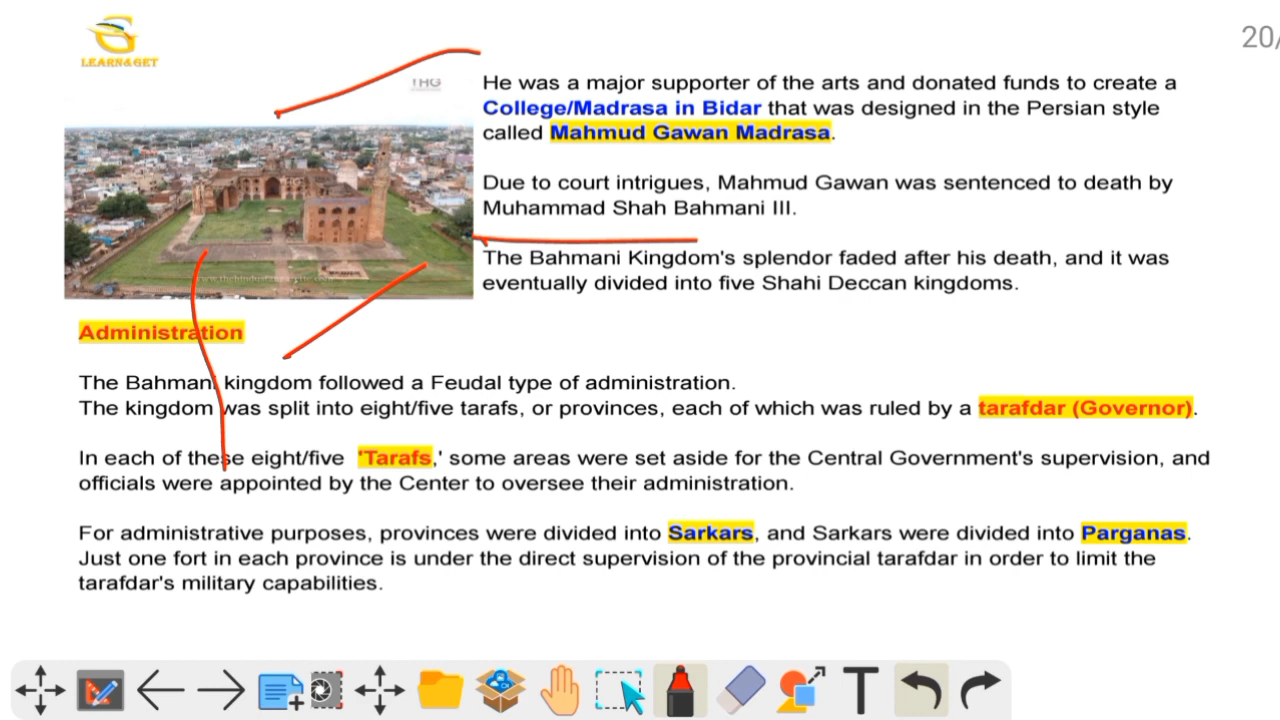 LEARN&GET
20/
THG
He was a major supporter of the arts and donated funds to create a
College/Madrasa in Bidar that was designed in the Persian style
called Mahmud Gawan Madrasa.
Due to court intrigues, Mahmud Gawan was sentenced to death by
Muhammad Shah Bahmani III.
The Bahmani Kingdom's splendor faded after his death, and it was
eventually divided into five Shahi Deccan kingdoms.
Administration
The Bahmani kingdom followed a Feudal type of administration.
The kingdom was split into eight/five tarafs, or provinces, each of which was ruled by a tarafdar (Governor).
In each of these eight/five 'Tarafs,' some areas were set aside for the Central Government's supervision, and
officials were appointed by the Center to oversee their administration.
For administrative purposes, provinces were divided into Sarkars, and Sarkars were divided into Parganas.
Just one fort in each province is under the direct supervision of the provincial tarafdar in order to limit the
tarafdar's military capabilities.